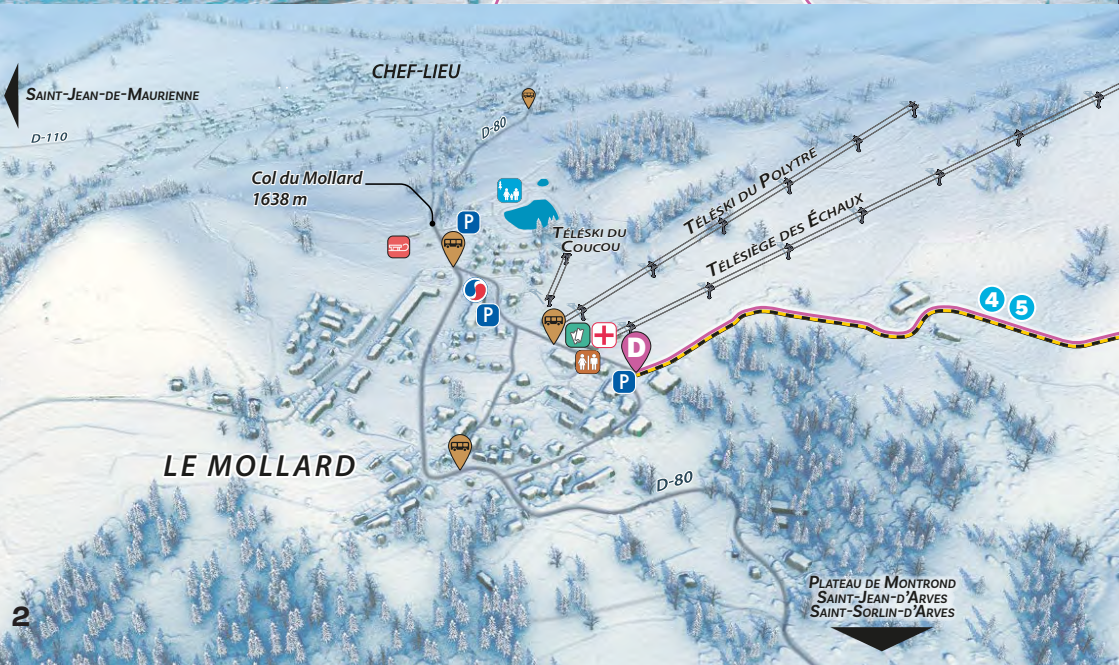 CHEF-LIEU
SAINT-JEAN-DE-MAURIENNE
D-110
D-80
Col du Mollard
1638 m
P
TÉLÉSKI DU
COUCOU
TÉLÉSKI DU POLYTRE
TÉLÉSIÈGE DES ÉCHAUX
P
4
5
D
P
LE MOLLARD
D-80
PLATEAU DE MONTROND
SAINT-JEAN-D'ARVES
SAINT-SORLIN-D'ARVES
2